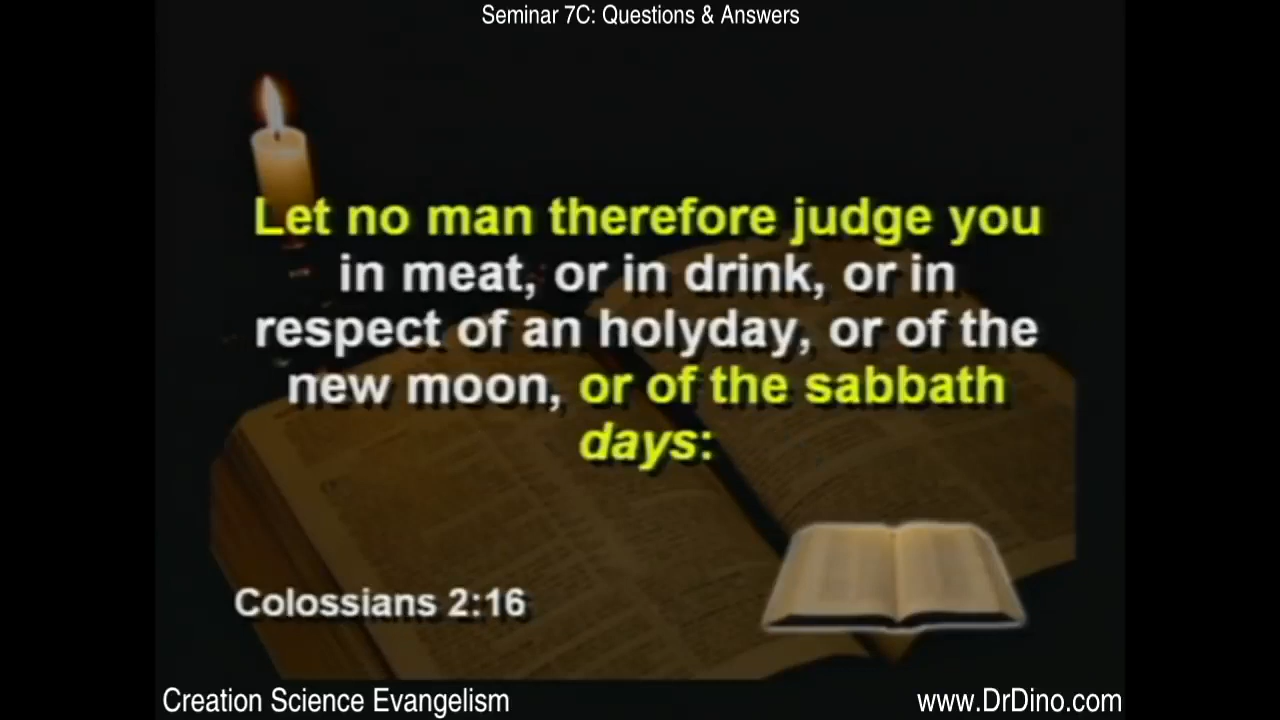 Seminar 7C: Questions & Answers
Let no man therefore judge you
in meat, or in drink, or in
respect of an holyday, or of the
new moon, or of the sabbath
days:
Colossians 2:16
Creation Science Evangelism
www.DrDino.com